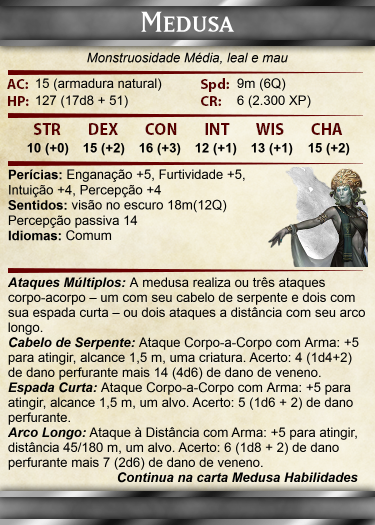 MEDUSA
Monstruosidade Média, leal e mau
AC: 15 (armadura natural) Spd: 9m (6Q)
HP: 127 (17d8 + 51) CR: 6 (2.300 XP)
STR DEX CON INT WIS CHA
10 (+0) 15 (+2) 16 (+3) 12 (+1) 13 (+1) 15 (+2)
Perícias: Enganação +5, Furtividade +5,
Intuição +4, Percepção +4
Sentidos: visão no escuro 18m(12Q)
Percepção passiva 14
Idiomas: Comum
Ataques Múltiplos: A medusa realiza ou três ataques
corpo-acorpo – um com seu cabelo de serpente e dois com
sua espada curta – ou dois ataques a distância com seu arco
longo.
Cabelo de Serpente: Ataque Corpo-a-Corpo com Arma: +5
para atingir, alcance 1,5 m, uma criatura. Acerto: 4 (1d4+2)
de dano perfurante mais 14 (4d6) de dano de veneno.
Espada Curta: Ataque Corpo-a-Corpo com Arma: +5 para
atingir, alcance 1,5 m, um alvo. Acerto: 5 (1d6 + 2) de dano
perfurante.
Arco Longo: Ataque à Distância com Arma: +5 para atingir,
distância 45/180 m, um alvo. Acerto: 6 (1d8 + 2) de dano
perfurante mais 7 (2d6) de dano de veneno.
Continua na carta Medusa Habilidades